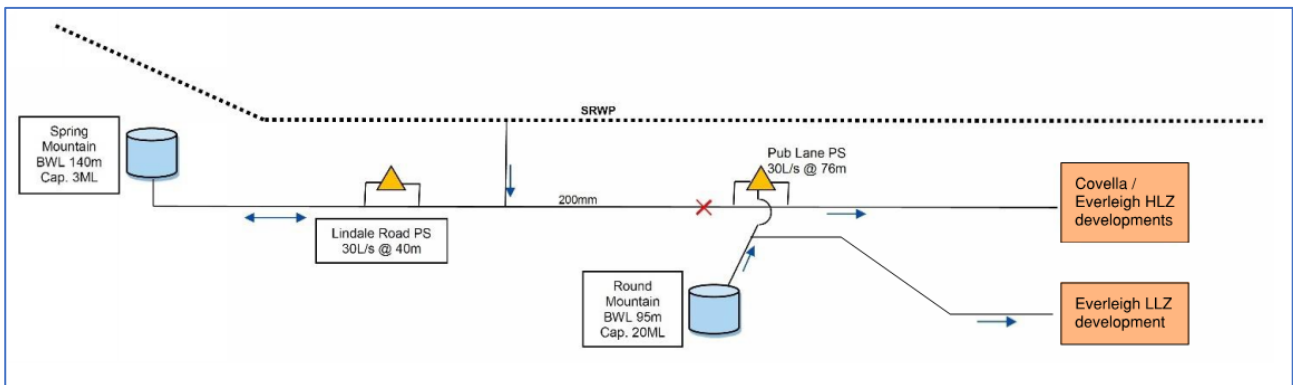 SRWP
Spring
Mountain
BWL 140m
Cap. 3ML
Pub Lane PS
30L/s @ 76m
200mm
Covella /
Everleigh HLZ
developments
Lindale Road PS
30L/s @ 40m
Round
Mountain
BWL 95m
Cap. 20ML
Everleigh LLZ
development